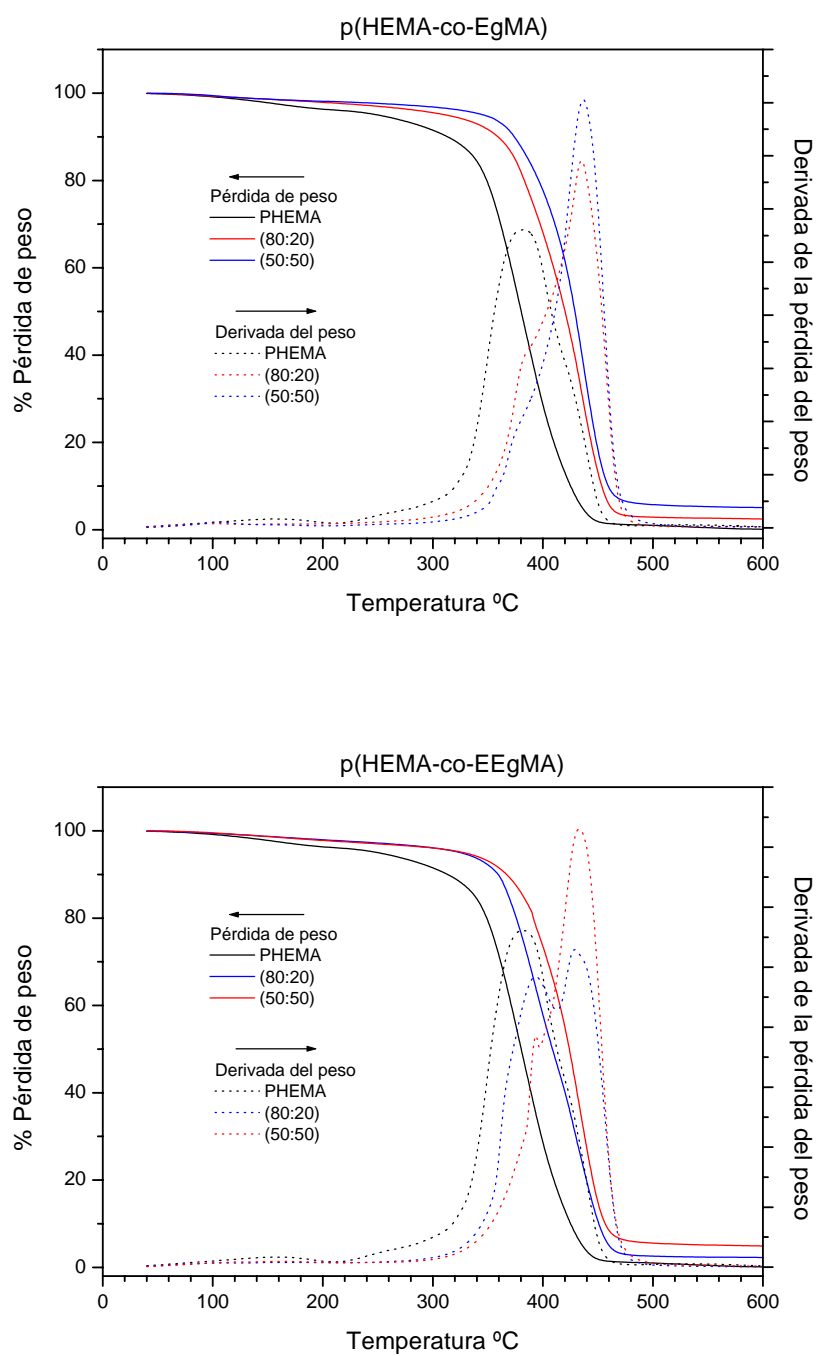 p(HEMA-co-EgMA)
% Pérdida de peso
100
80
60
40
20
0
Pérdida de peso
PHEMA
(80:20)
(50:50)
Derivada del peso
PHEMA
(80:20)
(50:50)
Derivada de la pérdida del peso
0 100 200 300 400 500 600
Temperatura ºC
p(HEMA-co-EEgMA)
% Pérdida de peso
100
80
60
40
20
0
Pérdida de peso
PHEMA
(80:20)
(50:50)
Derivada del peso
PHEMA
(80:20)
(50:50)
Derivada de la pérdida del peso
0 100 200 300 400 500 600
Temperatura ºC